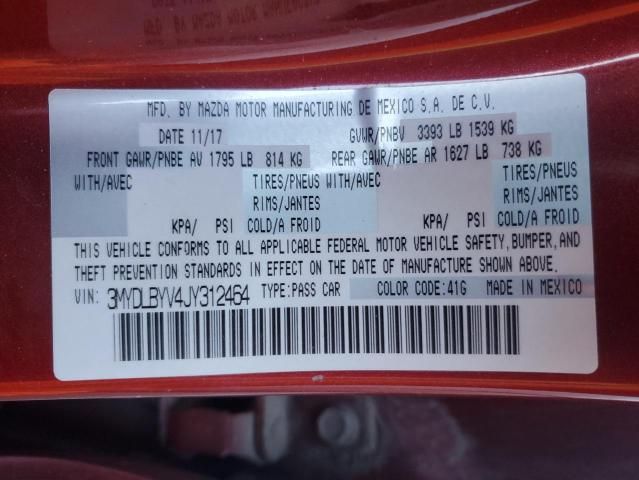 MFD. BY MAZDA MOTOR MANUFACTURING DE MEXICO S.A. DE C.V.
DATE 11/17 GVWR/PNBV 3393 LB 1539 KG
FRONT GAWR/PNBE AV 1795 LB 814 KG REAR GAWR/PNBE AR 1627 LB 738 KG
WITH/AVEC TIRES/PNEUS WITH/AVEC TIRES/PNEUS
RIMS/JANTES RIMS/JANTES
KPA/ PSI COLD/A FROID KPA/ PSI COLD/A FROID
THIS VEHICLE CONFORMS TO ALL APPLICABLE FEDERAL MOTOR VEHICLE SAFETY, BUMPER, AND
THEFT PREVENTION STANDARDS IN EFFECT ON THE DATE OF MANUFACTURE SHOWN ABOVE.
VIN: 3MYDLBYV4JY312464 TYPE:PASS CAR COLOR CODE:41G MADE IN MEXICO